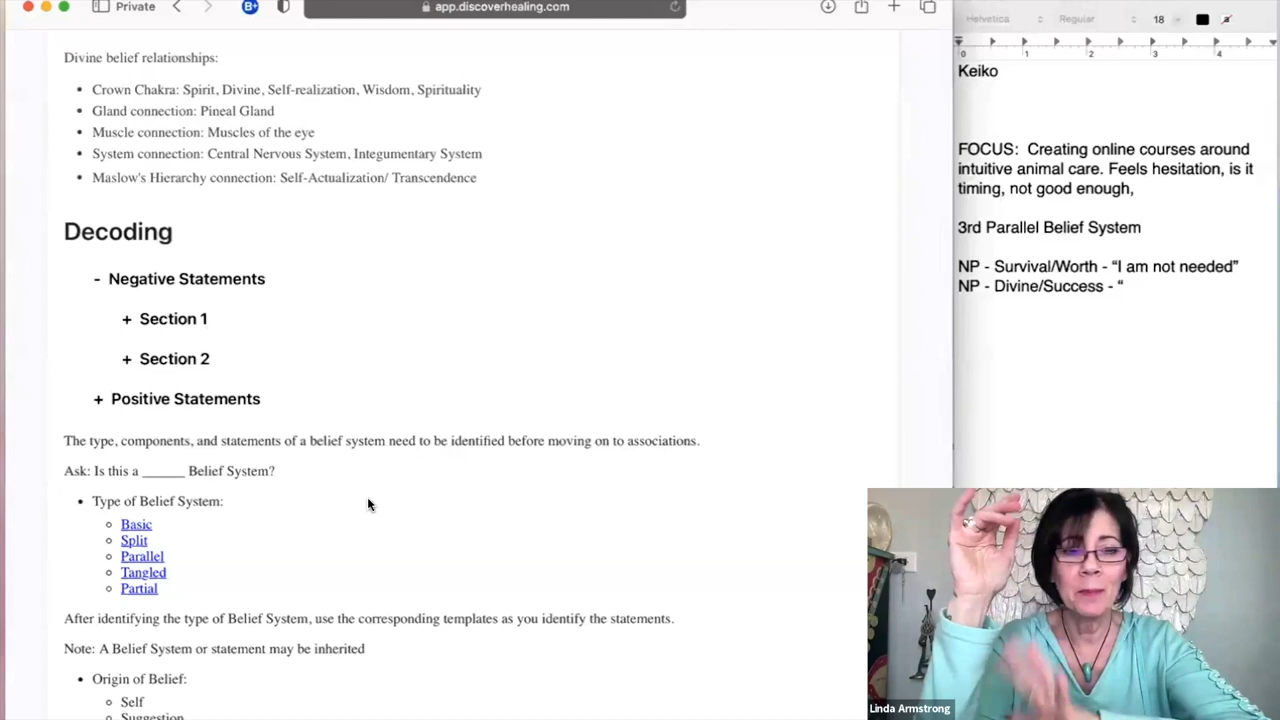 Private
B+
app.discoverhealing.com
Divine belief relationships:
• Crown Chakra: Spirit, Divine, Self-realization, Wisdom, Spirituality
• Gland connection: Pineal Gland
• Muscle connection: Muscles of the eye
• System connection: Central Nervous System, Integumentary System
• Maslow's Hierarchy connection: Self-Actualization/ Transcendence
Decoding
- Negative Statements
+ Section 1
+ Section 2
+ Positive Statements
The type, components, and statements of a belief system need to be identified before moving on to associations.
Ask: Is this a ______ Belief System?
• Type of Belief System:
Basic
Split
Parallel
Tangled
Partial
After identifying the type of Belief System, use the corresponding templates as you identify the statements.
Note: A Belief System or statement may be inherited
• Origin of Belief:
Self
Suggestion
Helvetica Regular 18 a
0 1 2 3 4
Keiko
FOCUS: Creating online courses around
intuitive animal care. Feels hesitation, is it
timing, not good enough,
3rd Parallel Belief System
NP - Survival/Worth - “I am not needed”
NP - Divine/Success - “
Linda Armstrong